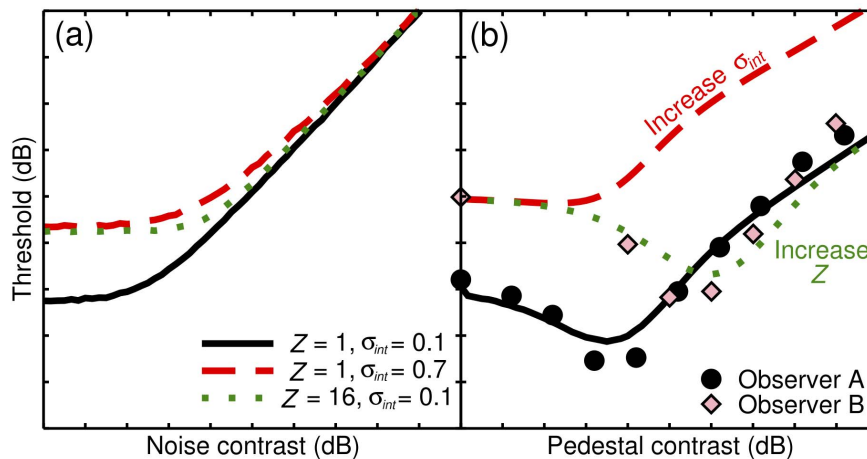 (a)
Threshold (dB)
Z = 1, σint = 0.1
Z = 1, σint = 0.7
Z = 16, σint = 0.1
Noise contrast (dB)
(b)
Increase σint
Increase
Z
Observer A
Observer B
Pedestal contrast (dB)